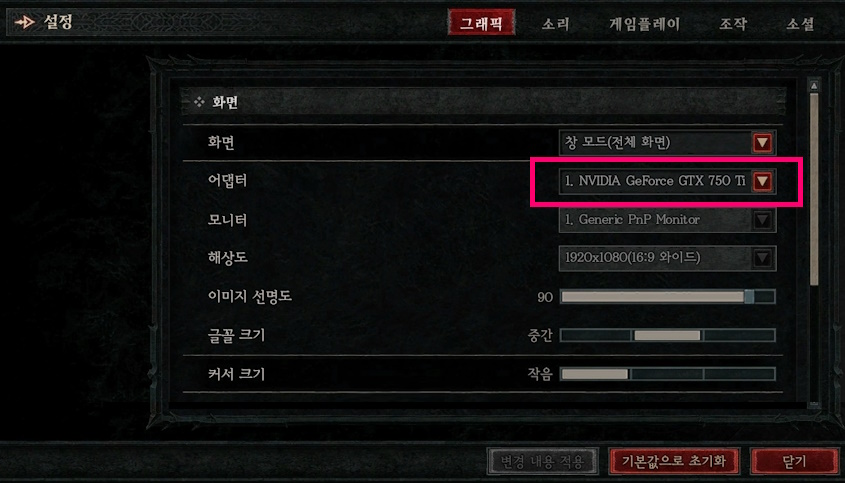 설정
그래픽 소리 게임플레이 조작 소셜
화면
화면 창 모드(전체 화면)
어댑터 1. NVIDIA GeForce GTX 750 Ti
모니터 1. Generic PnP Monitor
해상도 1920x1080(16:9 와이드)
이미지 선명도 90
글꼴 크기 중간
커서 크기 작음
변경 내용 적용 기본값으로 초기화 닫기